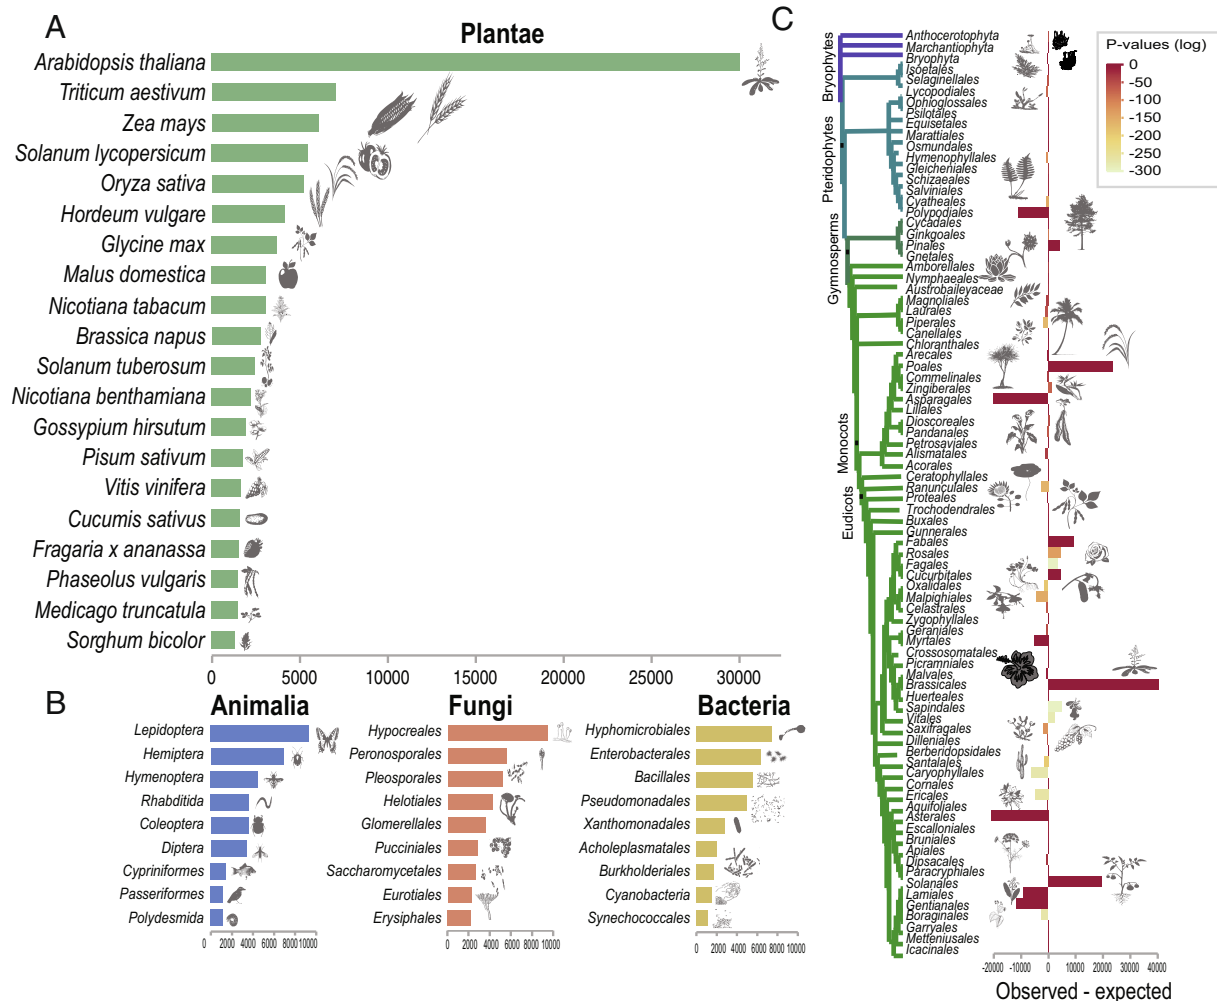 A
Plantae
Arabidopsis thaliana
Triticum aestivum
Zea mays
Solanum lycopersicum
Oryza sativa
Hordeum vulgare
Glycine max
Malus domestica
Nicotiana tabacum
Brassica napus
Solanum tuberosum
Nicotiana benthamiana
Gossypium hirsutum
Pisum sativum
Vitis vinifera
Cucumis sativus
Fragaria x ananassa
Phaseolus vulgaris
Medicago truncatula
Sorghum bicolor
0 5000 10000 15000 20000 25000 30000
B
Animalia
Lepidoptera
Hemiptera
Hymenoptera
Rhabditida
Coleoptera
Diptera
Cypriniformes
Passeriformes
Polydesmida
0 2000 4000 6000 8000 10000
Fungi
Hypocreales
Peronosporales
Pleosporales
Helotiales
Glomerellales
Pucciniales
Saccharomycetales
Eurotiales
Erysiphales
0 2000 4000 6000 8000 10000
Bacteria
Hyphomicrobiales
Enterobacterales
Bacillales
Pseudomonadales
Xanthomonadales
Acholeplasmatales
Burkholderiales
Cyanobacteria
Synechococcales
0 2000 4000 6000 8000 10000
C
Bryophytes
Pteridophytes
Gymnosperms
Monocots
Eudicots
Anthocerotophyta
Marchantiophyta
Bryophyta
Isoetales
Selaginellales
Lycopodiales
Ophioglossales
Psilotales
Equisetales
Marattiales
Osmundales
Hymenophyllales
Gleicheniales
Schizaeales
Salviniales
Cyatheales
Polypodiales
Cycadales
Ginkgoales
Pinales
Gnetales
Amborellales
Nymphaeales
Austrobaileyaceae
Magnoliales
Laurales
Piperales
Canellales
Chloranthales
Arecales
Poales
Commelinales
Zingiberales
Asparagales
Lillales
Dioscoreales
Pandanales
Petrosaviales
Alismatales
Acorales
Ceratophyllales
Ranunculales
Proteales
Trochodendrales
Buxales
Gunnerales
Fabales
Rosales
Fagales
Cucurbitales
Oxalidales
Malpighiales
Celastrales
Zygophyllales
Geraniales
Myrtales
Crossosomatales
Picramniales
Malvales
Brassicales
Huerteales
Sapindales
Vitales
Saxifragales
Dilleniales
Berberidopsidales
Santalales
Caryophyllales
Cornales
Ericales
Aquifoliales
Asterales
Escalloniales
Bruniales
Apiales
Dipsacales
Paracryphiales
Solanales
Lamiales
Gentianales
Boraginales
Garryales
Metteniusales
Icacinales
P-values (log)
0
-50
-100
-150
-200
-250
-300
-20000 -10000 0 10000 20000 30000 40000
Observed - expected